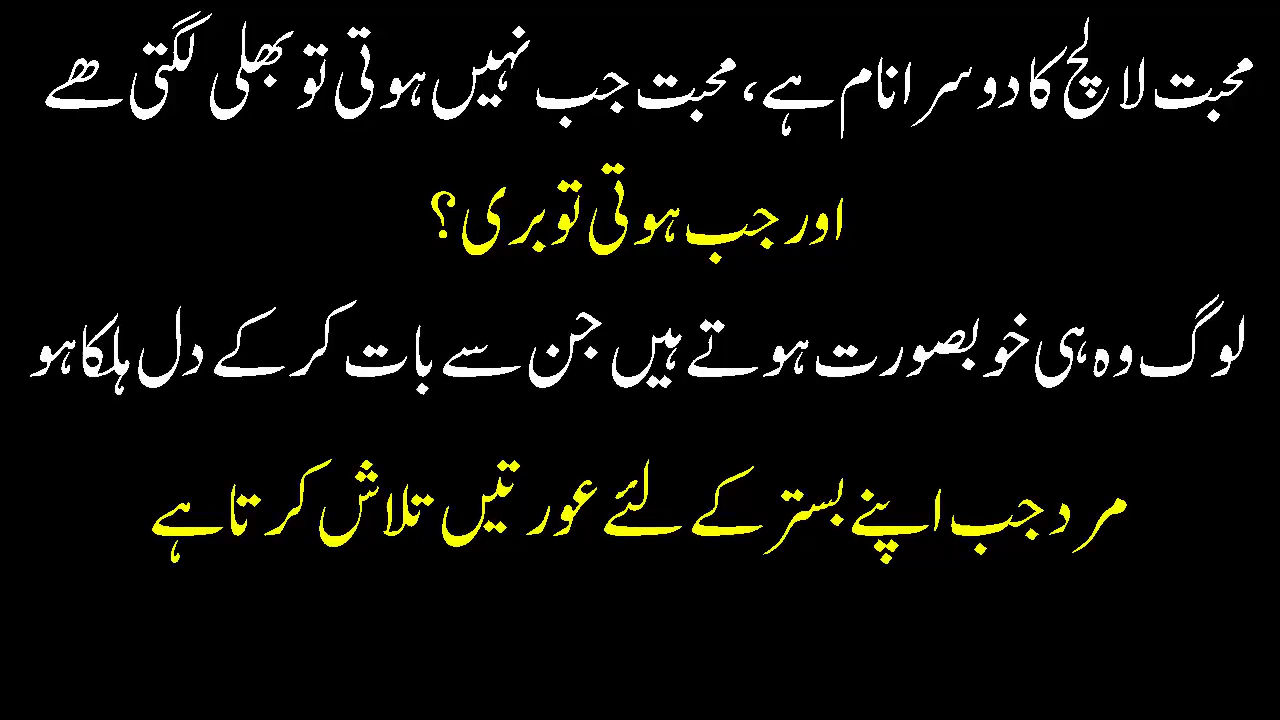 محبت لالچ کا دوسرا نام ہے، محبت جب نہیں ہوتی تو بھلی لگتی ھے
اور جب ہوتی تو بری؟
لوگ وہ ہی خوبصورت ہوتے ہیں جن سے بات کر کے دل ہلکا ہو
مرد جب اپنے بستر کے لئے عورتیں تلاش کرتا ہے